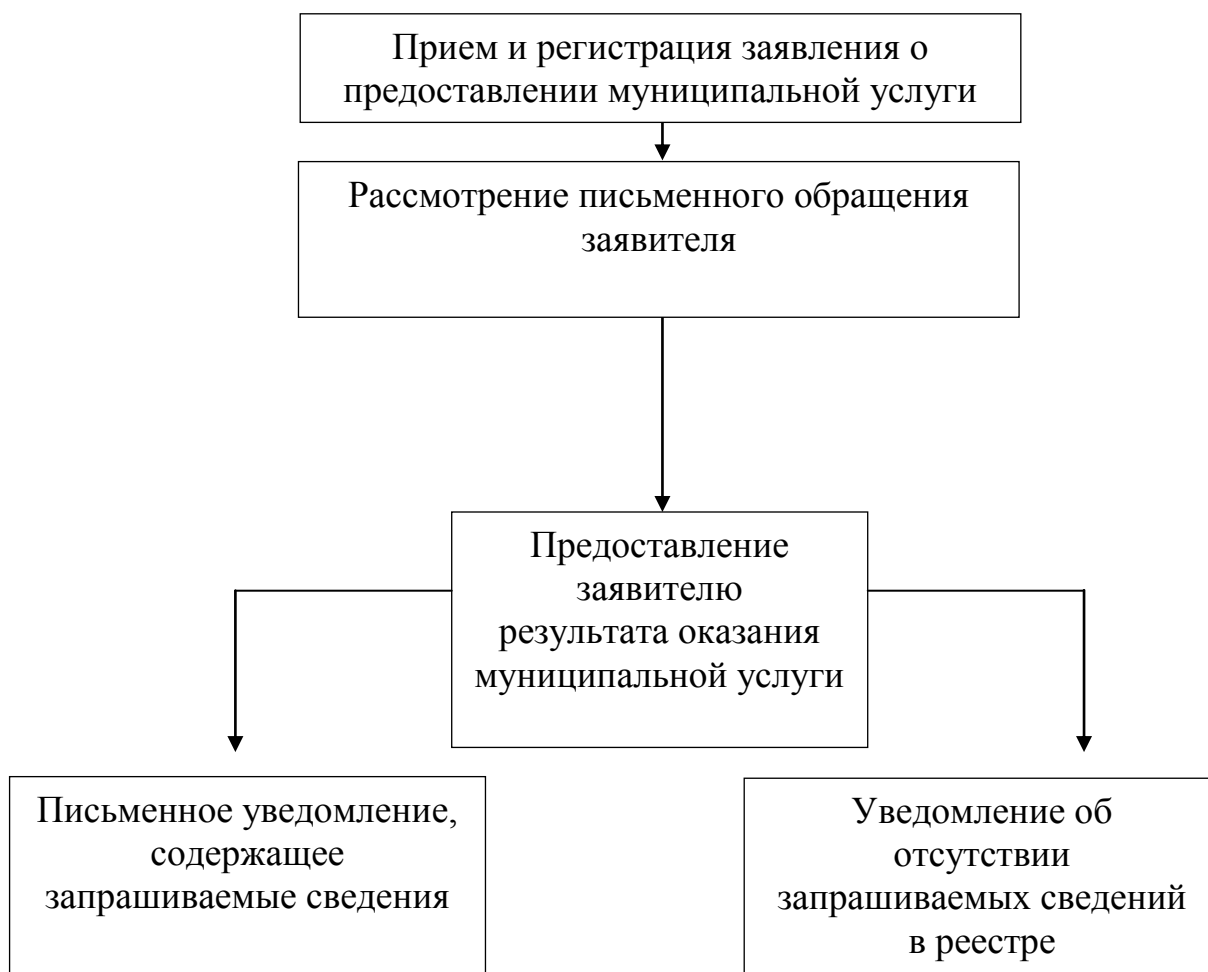 Прием и регистрация заявления о
предоставлении муниципальной услуги
Рассмотрение письменного обращения
заявителя
Предоставление
заявителю
результата оказания
муниципальной услуги
Письменное уведомление,
содержащее
запрашиваемые сведения
Уведомление об
отсутствии
запрашиваемых сведений
в реестре